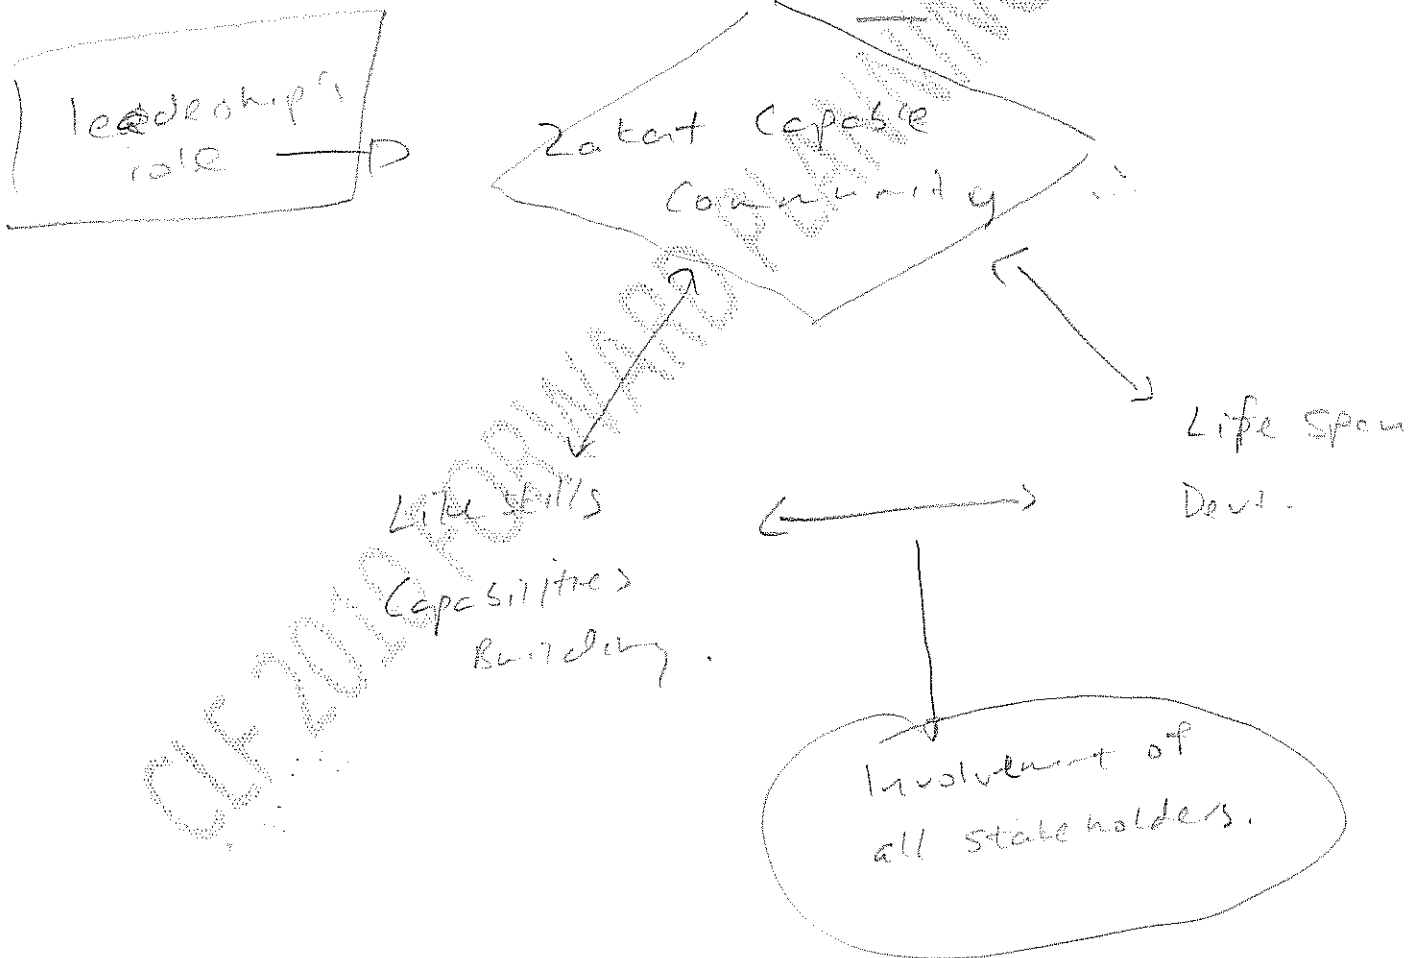 leadership's
role
Zakat Capable
Community
Life skills
Capabilities
Building.
Life Span
Devt.
Involvement of
all stakeholders.
CLF 2010 FORWARD PLANNING